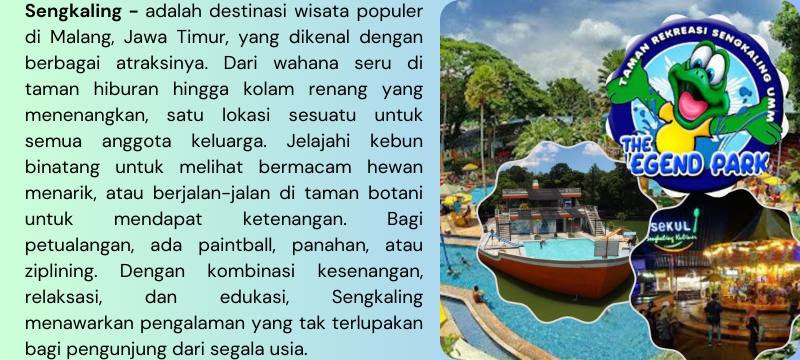 Sengkaling - adalah destinasi wisata populer
di Malang, Jawa Timur, yang dikenal dengan
berbagai atraksinya. Dari wahana seru di
taman hiburan hingga kolam renang yang
menenangkan, satu lokasi sesuatu untuk
semua anggota keluarga. Jelajahi kebun
binatang untuk melihat bermacam hewan
menarik, atau berjalan-jalan di taman botani
untuk mendapat ketenangan. Bagi
petualangan, ada paintball, panahan, atau
ziplining. Dengan kombinasi kesenangan,
relaksasi, dan edukasi, Sengkaling
menawarkan pengalaman yang tak terlupakan
bagi pengunjung dari segala usia.
TAMAN REKREASI SENGKALING UMM
THE
LEGEND PARK
SEKUL
Sengkaling Kuliner